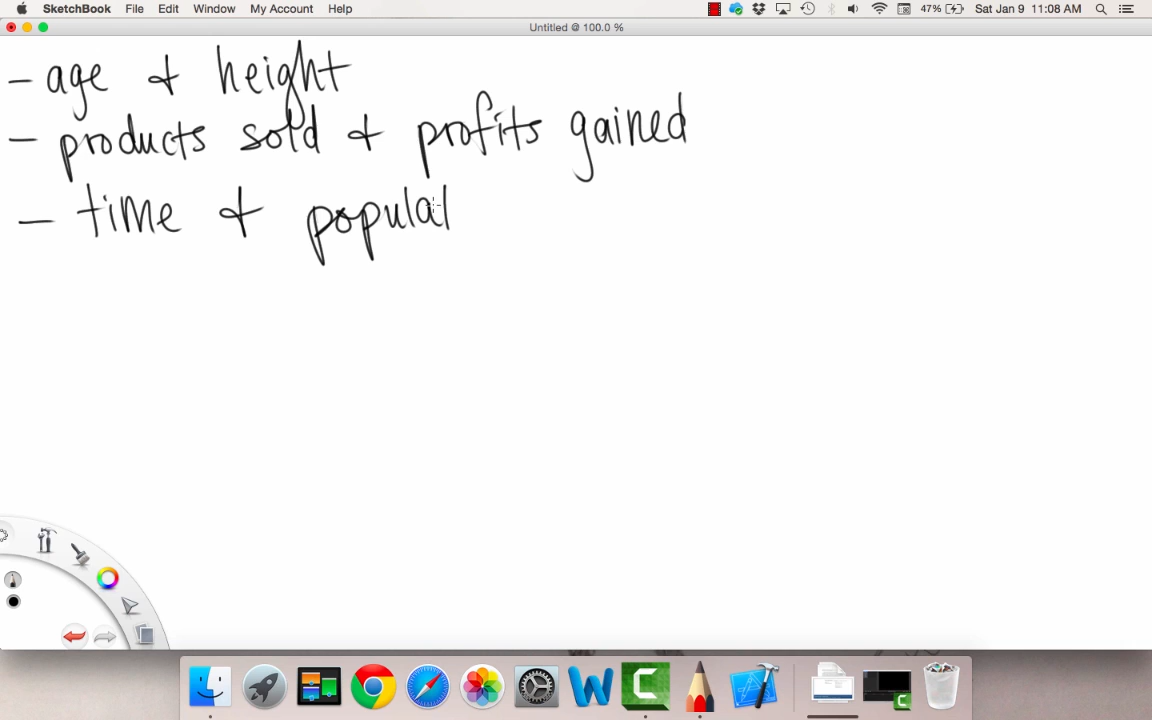 SketchBook File Edit Window My Account Help 47% Sat Jan 9 11:08 AM
Untitled @ 100.0 %
- age & height
- products sold & profits gained
- time & populal